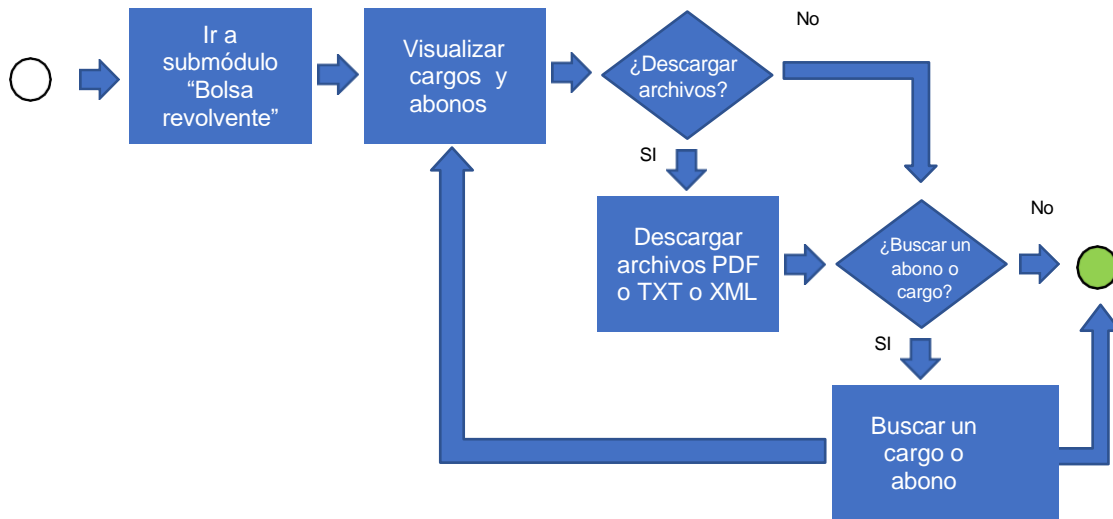 Ir a
submódulo
“Bolsa
revolvente”
Visualizar
cargos y
abonos
¿Descargar
archivos?
No
SI
Descargar
archivos PDF
o TXT o XML
¿Buscar un
abono o
cargo?
No
SI
Buscar un
cargo o
abono